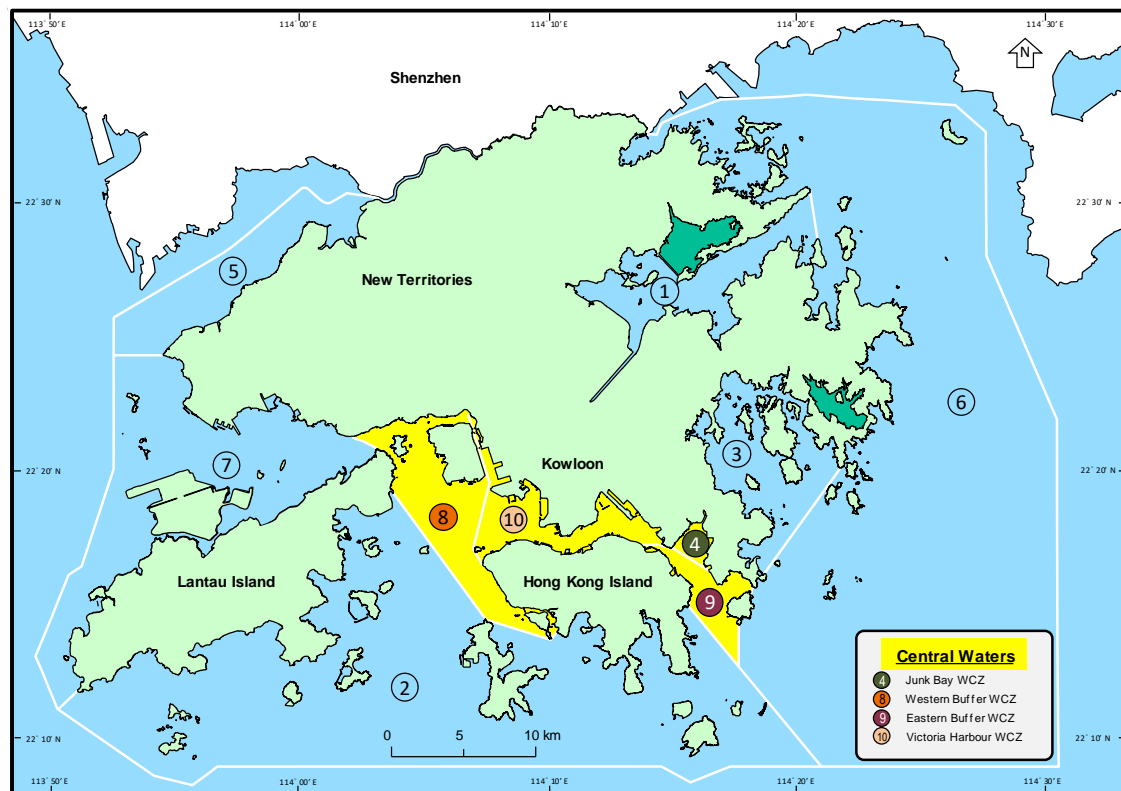 113° 50' E
114° 00' E
114° 10' E
114° 20' E
114° 30' E
N
Shenzhen
22° 30' N
22° 30' N
5
New Territories
1
6
3
Kowloon
22° 20' N
22° 20' N
7
8
10
4
Lantau Island
Hong Kong Island
9
2
Central Waters
4 Junk Bay WCZ
8 Western Buffer WCZ
9 Eastern Buffer WCZ
10 Victoria Harbour WCZ
0 5 10 km
22° 10' N
22° 10' N
113° 50' E
114° 00' E
114° 10' E
114° 20' E
114° 30' E